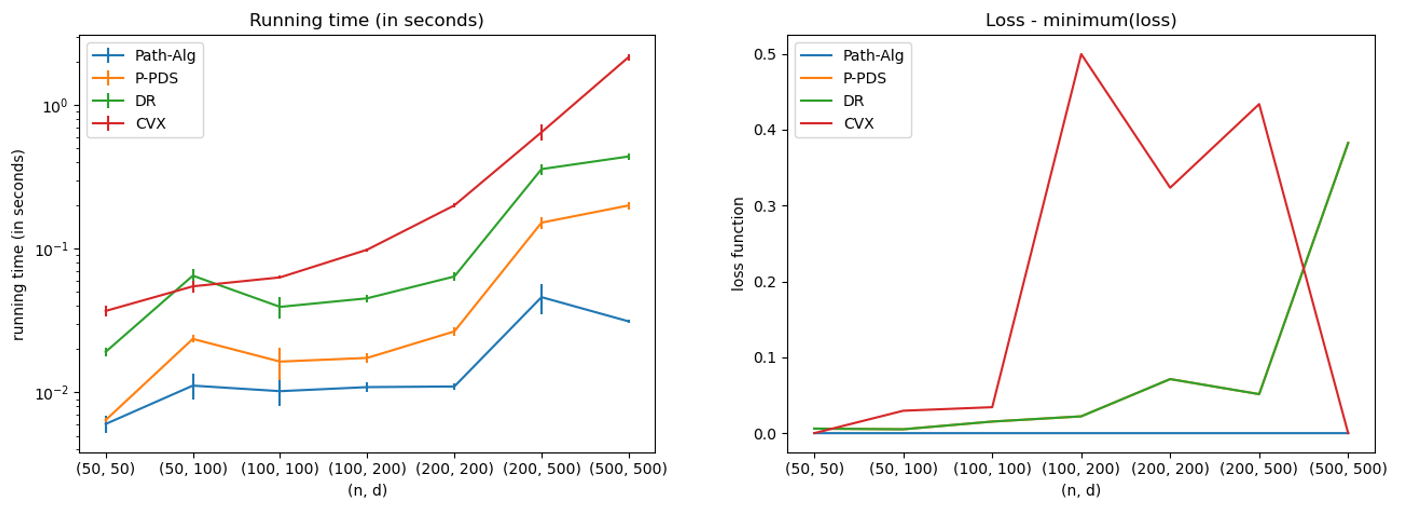 Running time (in seconds)
Path-Alg
P-PDS
DR
CVX
10⁰
10⁻¹
10⁻²
running time (in seconds)
(50, 50) (50, 100) (100, 100) (100, 200) (200, 200) (200, 500) (500, 500)
(n, d)
Loss - minimum(loss)
Path-Alg
P-PDS
DR
CVX
0.5
0.4
0.3
0.2
0.1
0.0
loss function
(50, 50) (50, 100) (100, 100) (100, 200) (200, 200) (200, 500) (500, 500)
(n, d)